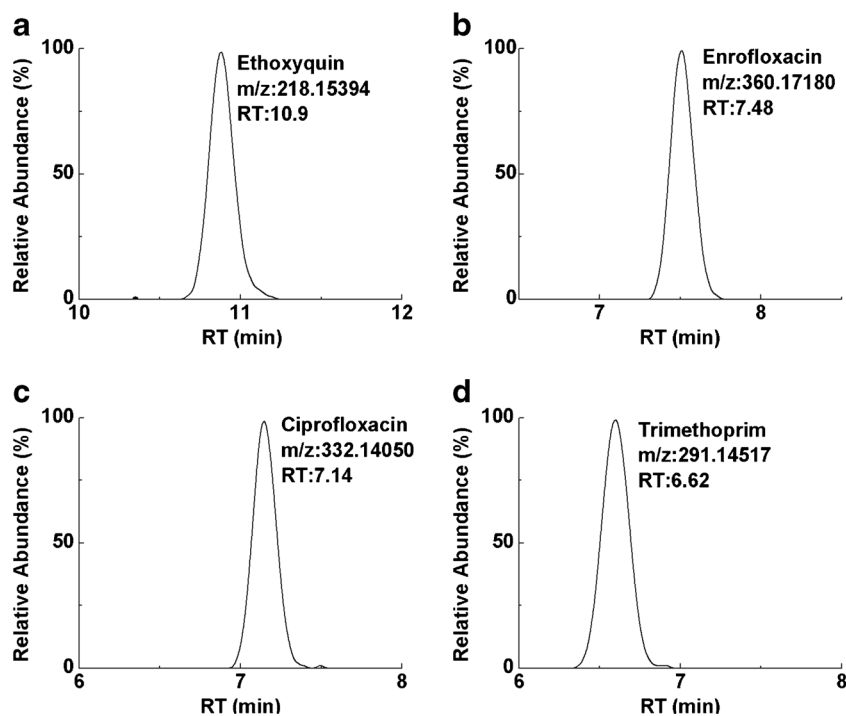 a
Relative Abundance (%)
100
50
0
Ethoxyquin
m/z:218.15394
RT:10.9
10 11 12
RT (min)
b
Relative Abundance (%)
100
50
0
Enrofloxacin
m/z:360.17180
RT:7.48
7 8
RT (min)
c
Relative Abundance (%)
100
50
0
Ciprofloxacin
m/z:332.14050
RT:7.14
6 7 8
RT (min)
d
Relative Abundance (%)
100
50
0
Trimethoprim
m/z:291.14517
RT:6.62
6 7 8
RT (min)